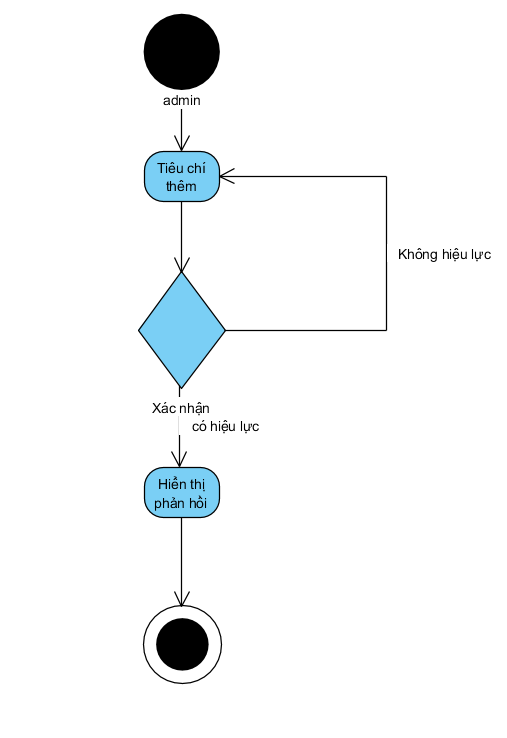 admin
Tiêu chí
thêm
Không hiệu lực
Xác nhận
có hiệu lực
Hiển thị
phản hồi